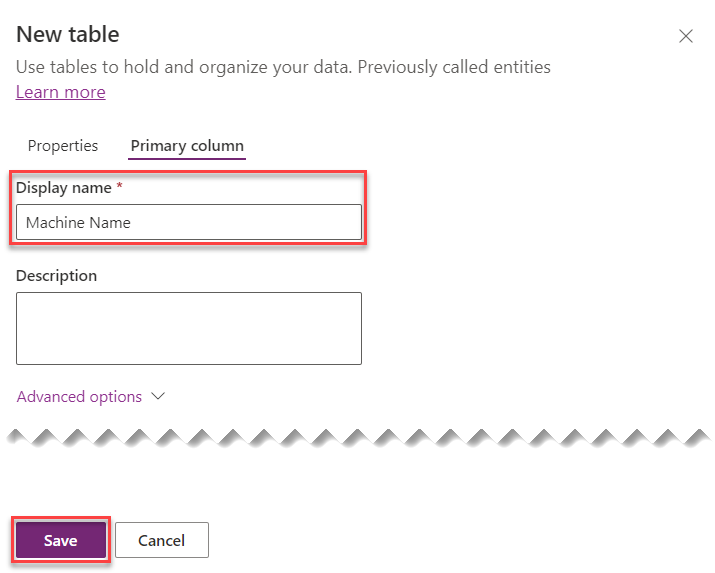 New table
Use tables to hold and organize your data. Previously called entities
Learn more
Properties Primary column
Display name *
Machine Name
Description
Advanced options
Save Cancel